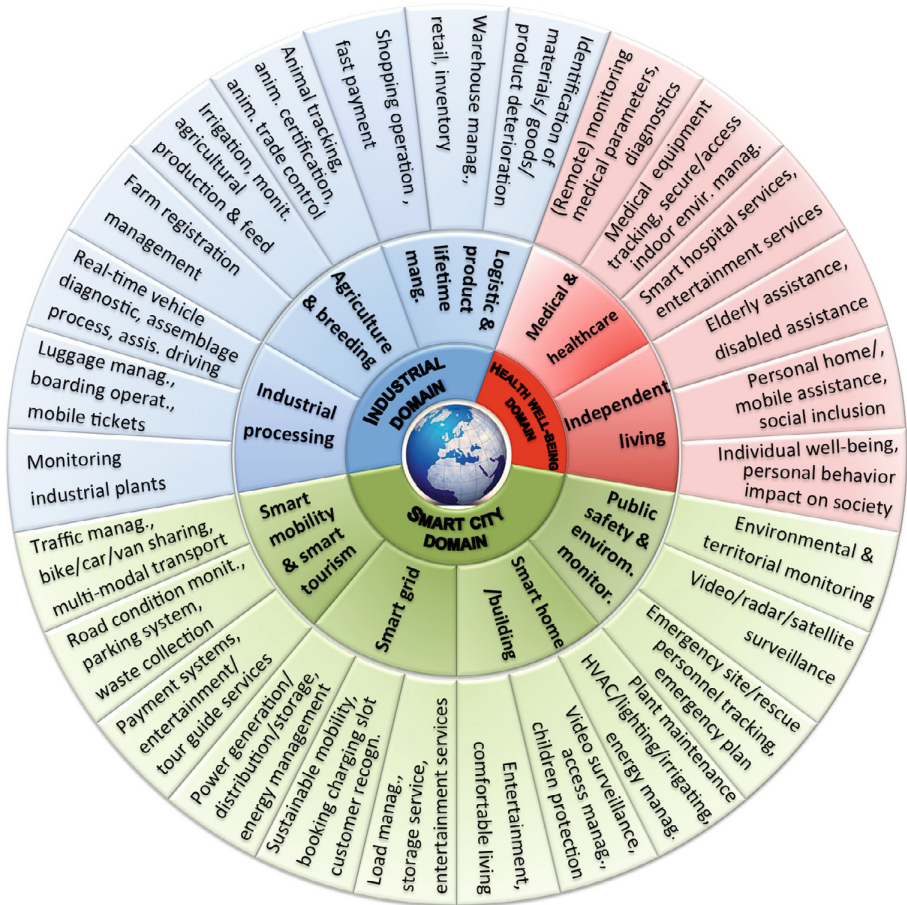 INDUSTRIAL
DOMAIN
HEALTH WELL-BEING
DOMAIN
SMART CITY
DOMAIN
Industrial
processing
Agriculture
& breeding
Logistic &
product
lifetime
mang.
Medical &
healthcare
Independent
living
Public
safety &
environ.
monitor.
Smart home
/building
Smart grid
Smart
mobility
& smart
tourism
Monitoring
industrial plants
Luggage manag.,
boarding operat.,
mobile tickets
Real-time vehicle
diagnostic, assemblage
process, assis. driving
Farm registration
management
Irrigation, monit.
agricultural
production & feed
Animal tracking,
anim. certification,
anim. trade control
Shopping operation ,
fast payment
Warehouse manag.,
retail, inventory
Identification of
materials/ goods/
product deterioration
(Remote) monitoring
medical parameters,
diagnostics
Medical equipment
tracking, secure/access
indoor envir. manag.
Smart hospital services,
entertainment services
Elderly assistance,
disabled assistance
Personal home/,
mobile assistance,
social inclusion
Individual well-being,
personal behavior
impact on society
Environmental &
territorial monitoring
Video/radar/satellite
surveillance
Emergency site/rescue
personnel tracking,
emergency plan
Plant maintenance
HVAC/lighting/irrigating,
energy manag.
Video surveillance,
access manag.,
children protection
Entertainment,
comfortable living
Load manag.,
storage service,
entertainment services
Sustainable mobility,
booking charging slot
customer recogn.
Power generation/
distribution/storage,
energy management
Payment systems,
entertainment/
tour guide services
Road condition monit.,
parking system,
waste collection
Traffic manag.,
bike/car/van sharing,
multi-modal transport